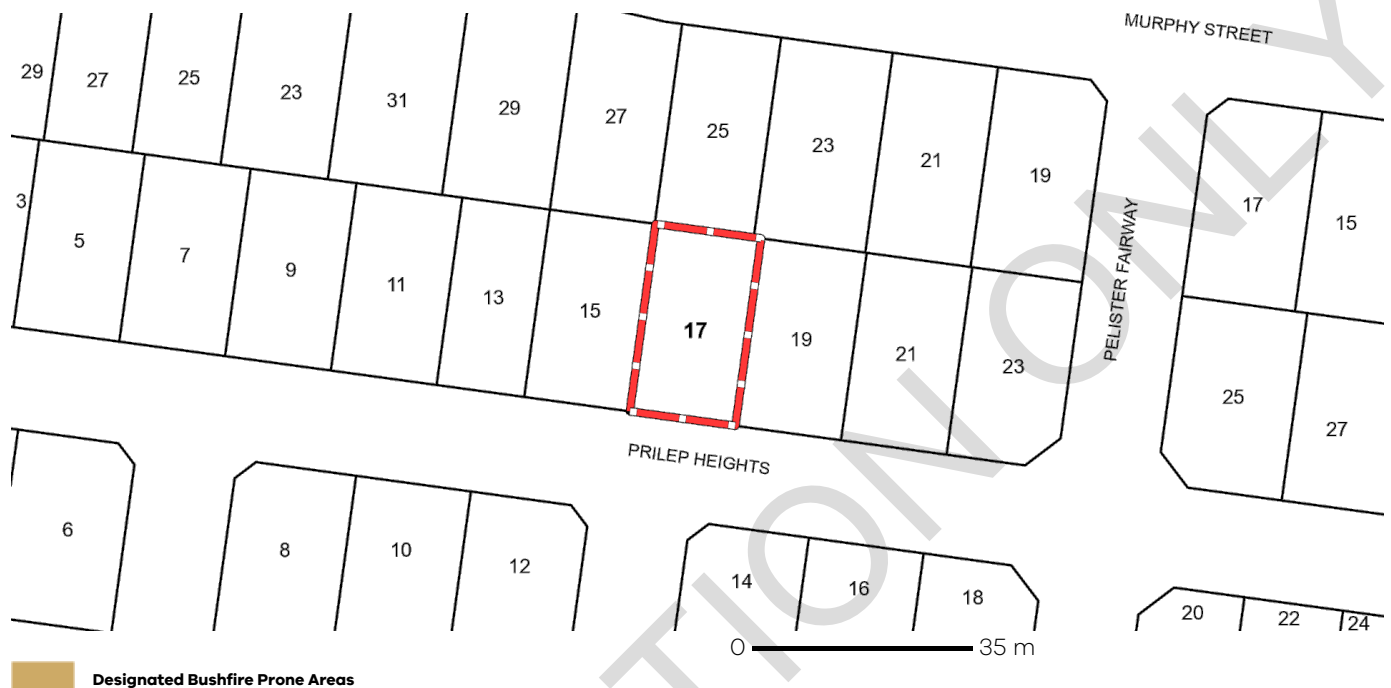 MURPHY STREET
29 27 25 23 31 29 27 25 23 21 19
17 15
3 5 7 9 11 13 15 17 19 21 23
PELISTER FAIRWAY
25 27
PRILEP HEIGHTS
6 8 10 12 14 16 18
20 22 24
0 35 m
TION ONLY
Designated Bushfire Prone Areas